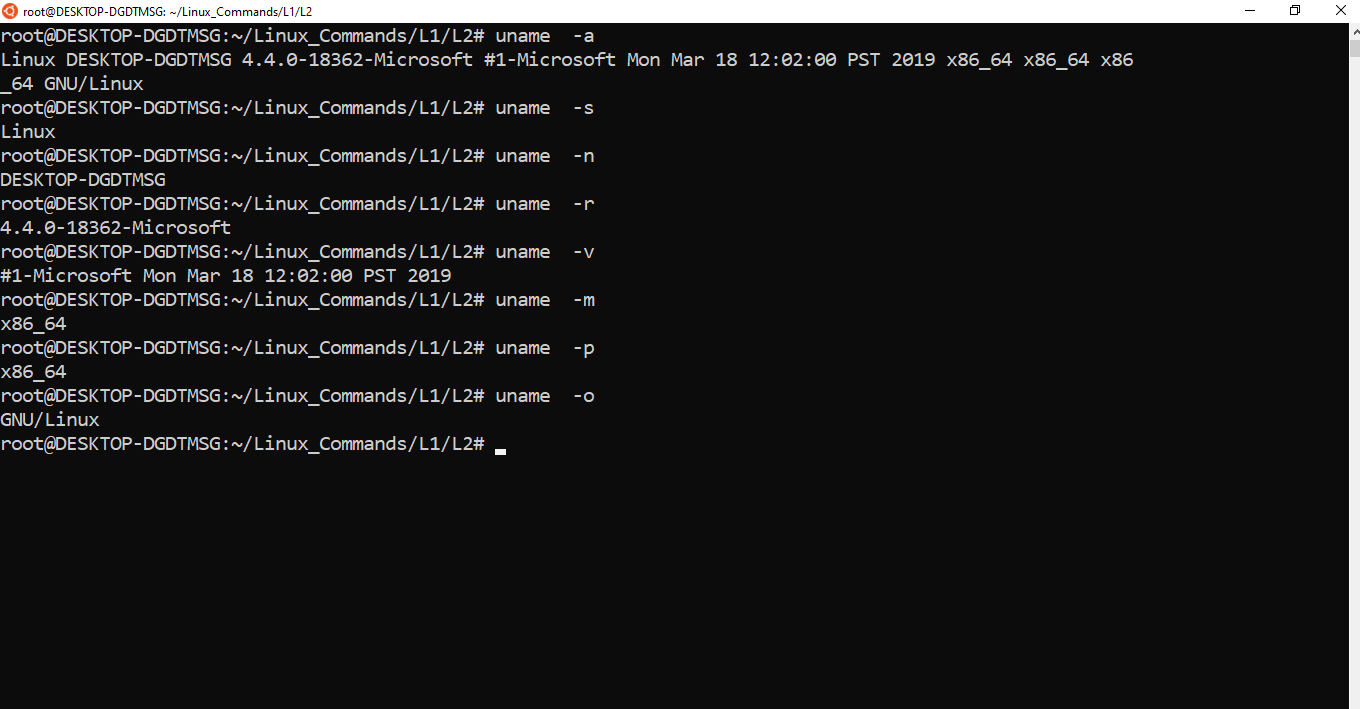 root@DESKTOP-DGDTMSG: ~/Linux_Commands/L1/L2
root@DESKTOP-DGDTMSG:~/Linux_Commands/L1/L2# uname  -a
Linux DESKTOP-DGDTMSG 4.4.0-18362-Microsoft #1-Microsoft Mon Mar 18 12:02:00 PST 2019 x86_64 x86_64 x86
_64 GNU/Linux
root@DESKTOP-DGDTMSG:~/Linux_Commands/L1/L2# uname  -s
Linux
root@DESKTOP-DGDTMSG:~/Linux_Commands/L1/L2# uname  -n
DESKTOP-DGDTMSG
root@DESKTOP-DGDTMSG:~/Linux_Commands/L1/L2# uname  -r
4.4.0-18362-Microsoft
root@DESKTOP-DGDTMSG:~/Linux_Commands/L1/L2# uname  -v
#1-Microsoft Mon Mar 18 12:02:00 PST 2019
root@DESKTOP-DGDTMSG:~/Linux_Commands/L1/L2# uname  -m
x86_64
root@DESKTOP-DGDTMSG:~/Linux_Commands/L1/L2# uname  -p
x86_64
root@DESKTOP-DGDTMSG:~/Linux_Commands/L1/L2# uname  -o
GNU/Linux
root@DESKTOP-DGDTMSG:~/Linux_Commands/L1/L2#